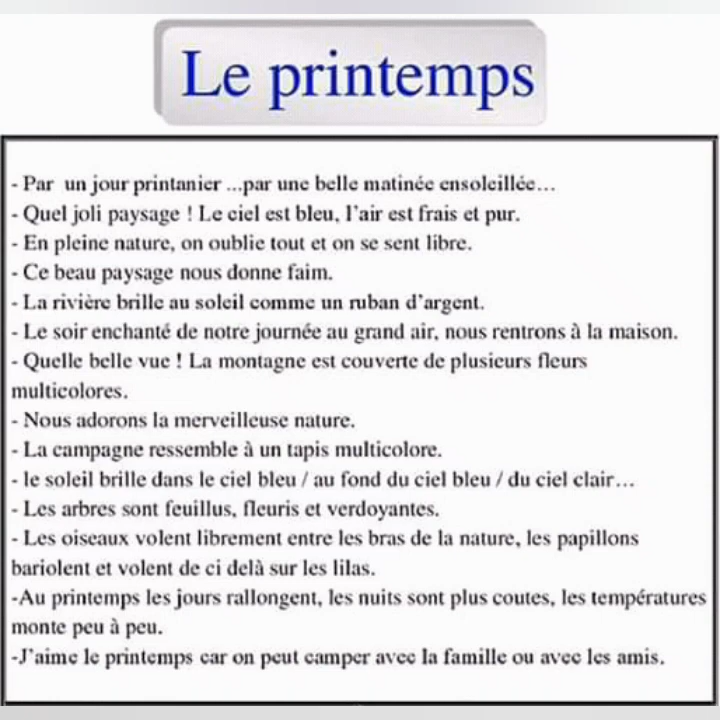 Le printemps
- Par un jour printanier ...par une belle matinée ensoleillée...
- Quel joli paysage ! Le ciel est bleu, l'air est frais et pur.
- En pleine nature, on oublie tout et on se sent libre.
- Ce beau paysage nous donne faim.
- La rivière brille au soleil comme un ruban d'argent.
- Le soir enchanté de notre journée au grand air, nous rentrons à la maison.
- Quelle belle vue ! La montagne est couverte de plusieurs fleurs
multicolores.
- Nous adorons la merveilleuse nature.
- La campagne ressemble à un tapis multicolore.
- le soleil brille dans le ciel bleu / au fond du ciel bleu / du ciel clair...
- Les arbres sont feuillus, fleuris et verdoyantes.
- Les oiseaux volent librement entre les bras de la nature, les papillons
bariolent et volent de ci delà sur les lilas.
-Au printemps les jours rallongent, les nuits sont plus coutes, les températures
monte peu à peu.
-J'aime le printemps car on peut camper avec la famille ou avec les amis.